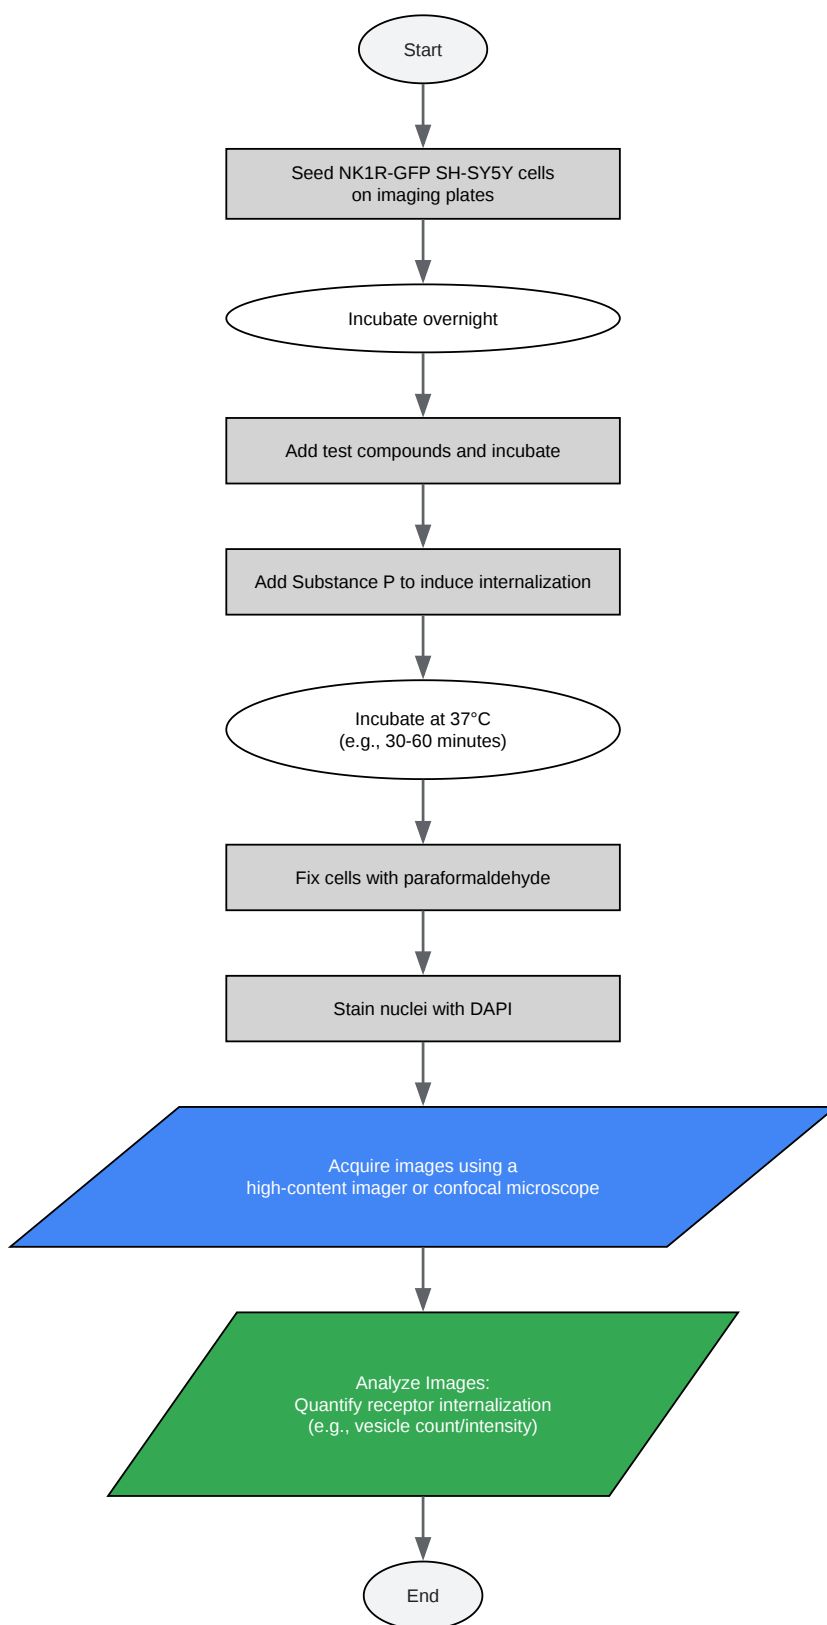 Start
Seed NK1R-GFP SH-SY5Y cells
on imaging plates
Incubate overnight
Add test compounds and incubate
Add Substance P to induce internalization
Incubate at 37°C
(e.g., 30-60 minutes)
Fix cells with paraformaldehyde
Stain nuclei with DAPI
Acquire images using a
high-content imager or confocal microscope
Analyze Images:
Quantify receptor internalization
(e.g., vesicle count/intensity)
End